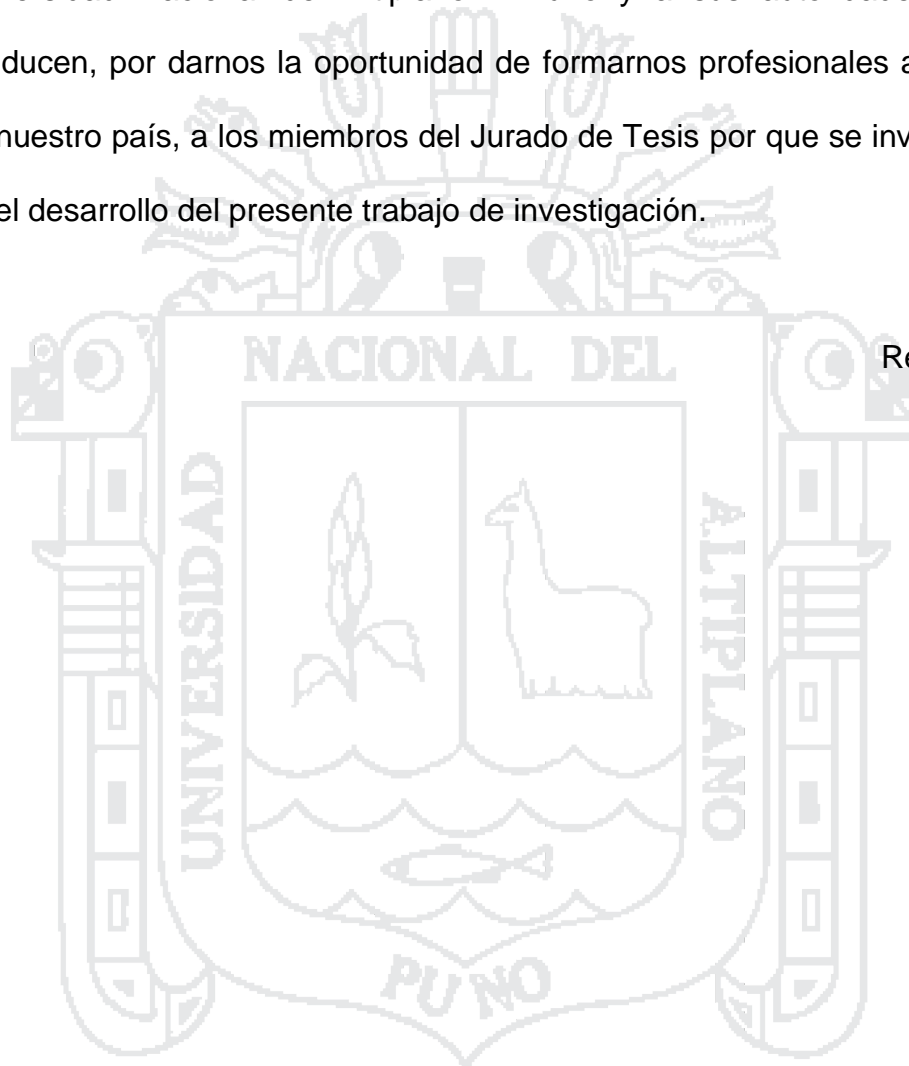 ducen, por darnos la oportunidad de formarnos profesionales a
nuestro país, a los miembros del Jurado de Tesis por que se inv
el desarrollo del presente trabajo de investigación.
Re
NACIONAL DEL
UNIVERSIDAD
ALTIPLANO
PUNO